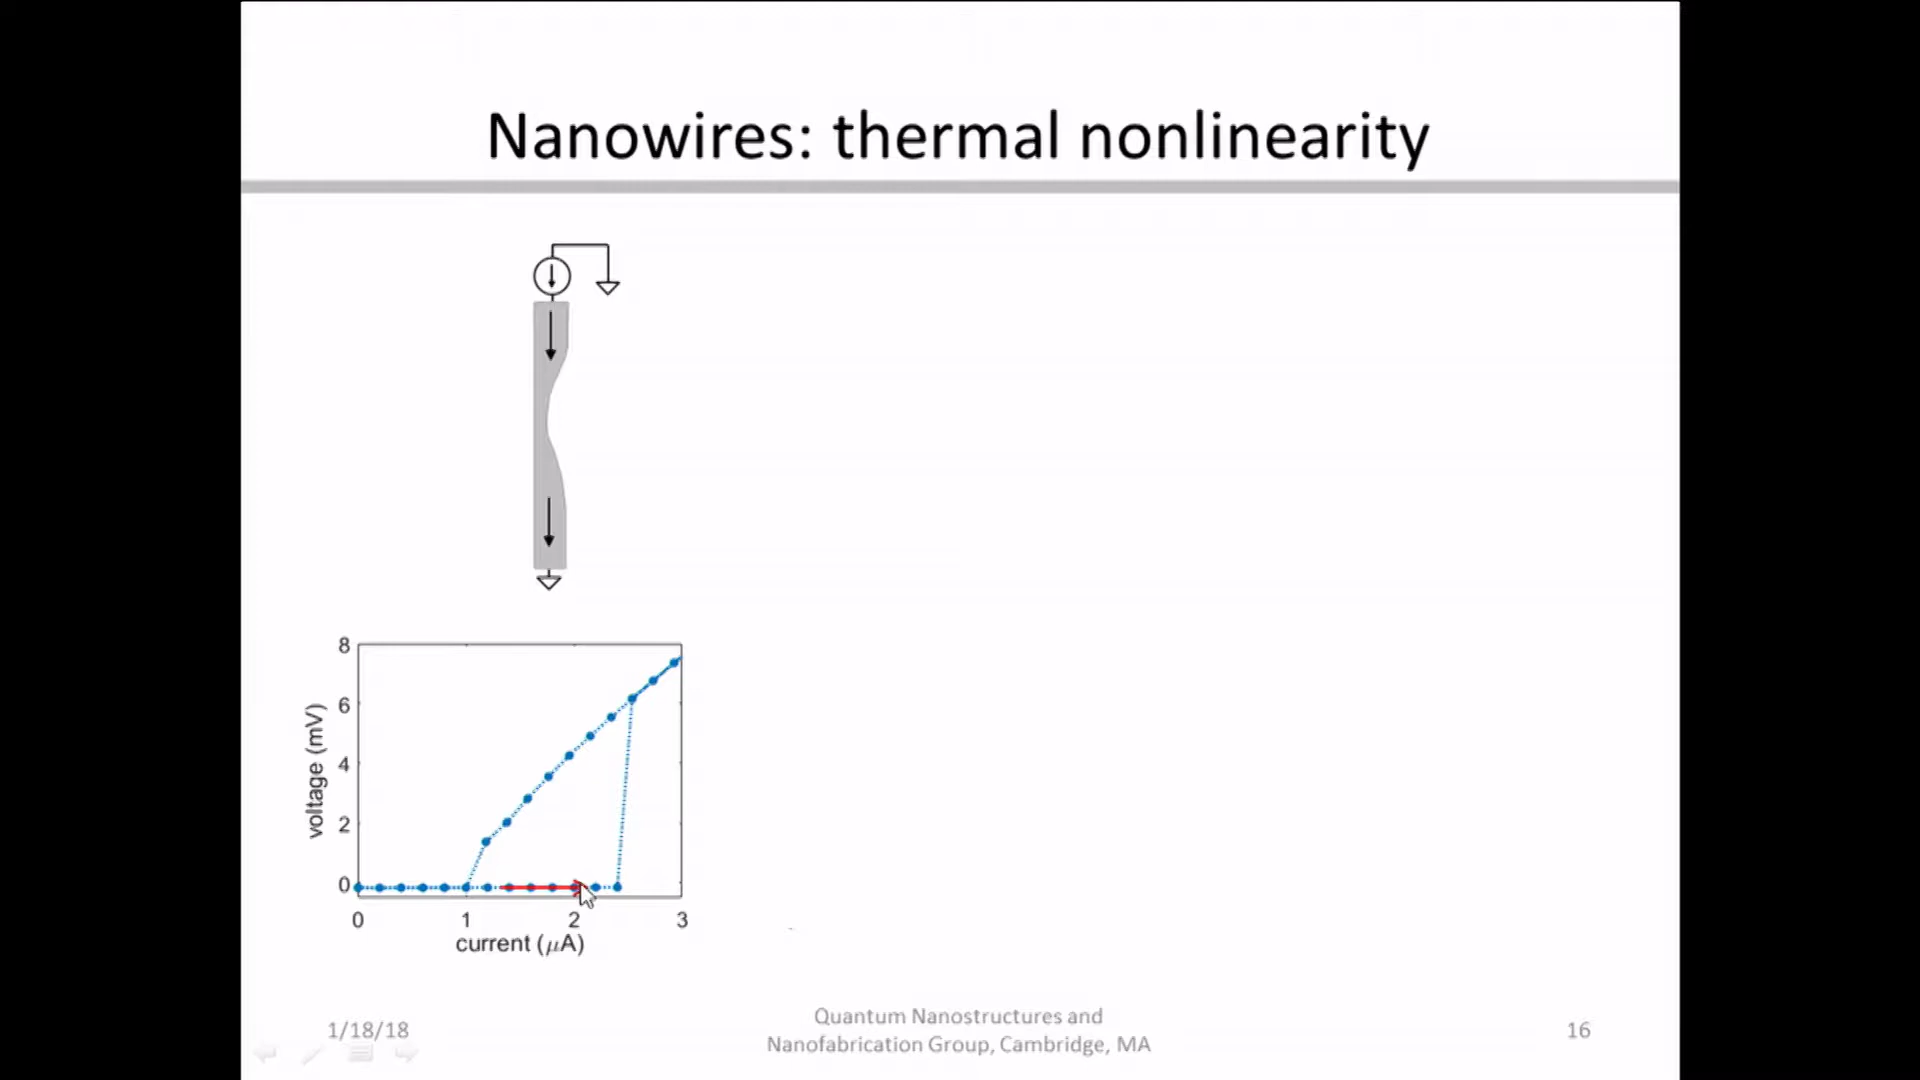 Nanowires: thermal nonlinearity
8
6
4
2
0
voltage (mV)
0 1 2 3
current (μA)
1/18/18
Quantum Nanostructures and
Nanofabrication Group, Cambridge, MA
16